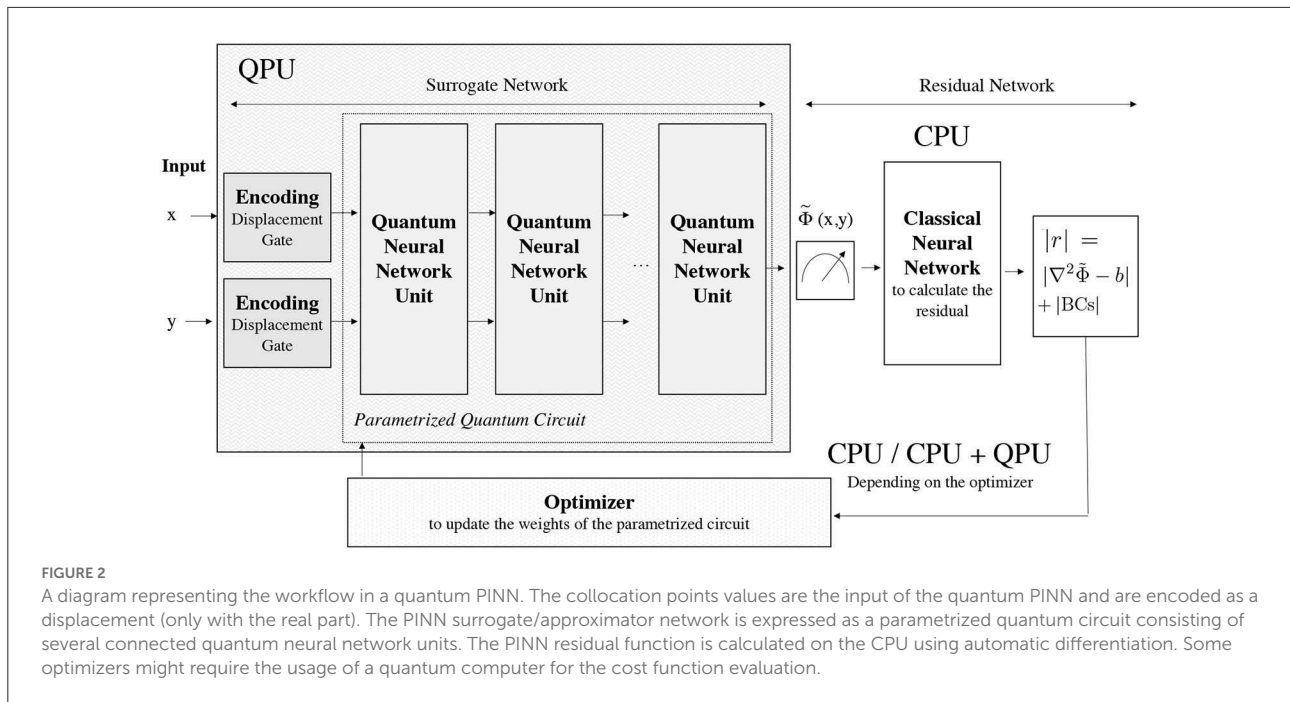 QPU
Surrogate Network
Residual Network
CPU
Input
x
y
Encoding
Displacement
Gate
Encoding
Displacement
Gate
Quantum
Neural
Network
Unit
Quantum
Neural
Network
Unit
...
Quantum
Neural
Network
Unit
Φ̃ (x,y)
Classical
Neural
Network
to calculate the
residual
|r| =
|∇²Φ̃ − b|
+ |BCs|
Parametrized Quantum Circuit
CPU / CPU + QPU
Depending on the optimizer
Optimizer
to update the weights of the parametrized circuit
FIGURE 2
A diagram representing the workflow in a quantum PINN. The collocation points values are the input of the quantum PINN and are encoded as a
displacement (only with the real part). The PINN surrogate/approximator network is expressed as a parametrized quantum circuit consisting of
several connected quantum neural network units. The PINN residual function is calculated on the CPU using automatic differentiation. Some
optimizers might require the usage of a quantum computer for the cost function evaluation.